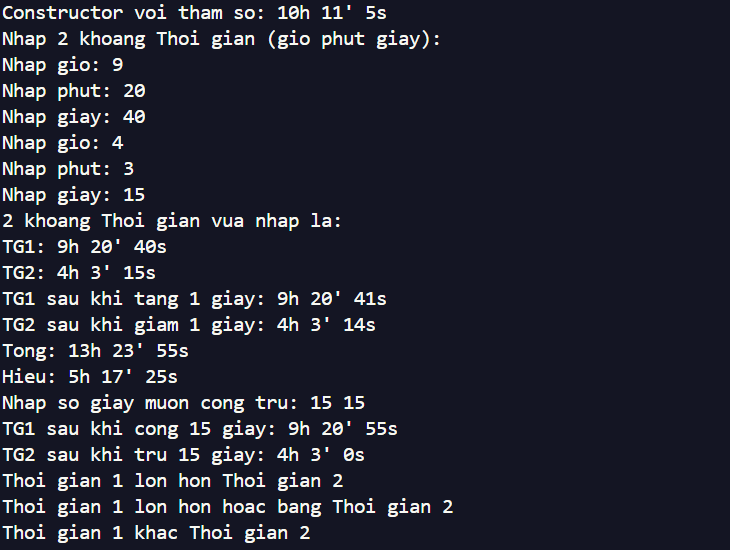 Constructor voi tham so: 10h 11' 5s
Nhap 2 khoang Thoi gian (gio phut giay):
Nhap gio: 9
Nhap phut: 20
Nhap giay: 40
Nhap gio: 4
Nhap phut: 3
Nhap giay: 15
2 khoang Thoi gian vua nhap la:
TG1: 9h 20' 40s
TG2: 4h 3' 15s
TG1 sau khi tang 1 giay: 9h 20' 41s
TG2 sau khi giam 1 giay: 4h 3' 14s
Tong: 13h 23' 55s
Hieu: 5h 17' 25s
Nhap so giay muon cong tru: 15 15
TG1 sau khi cong 15 giay: 9h 20' 55s
TG2 sau khi tru 15 giay: 4h 3' 0s
Thoi gian 1 lon hon Thoi gian 2
Thoi gian 1 lon hon hoac bang Thoi gian 2
Thoi gian 1 khac Thoi gian 2